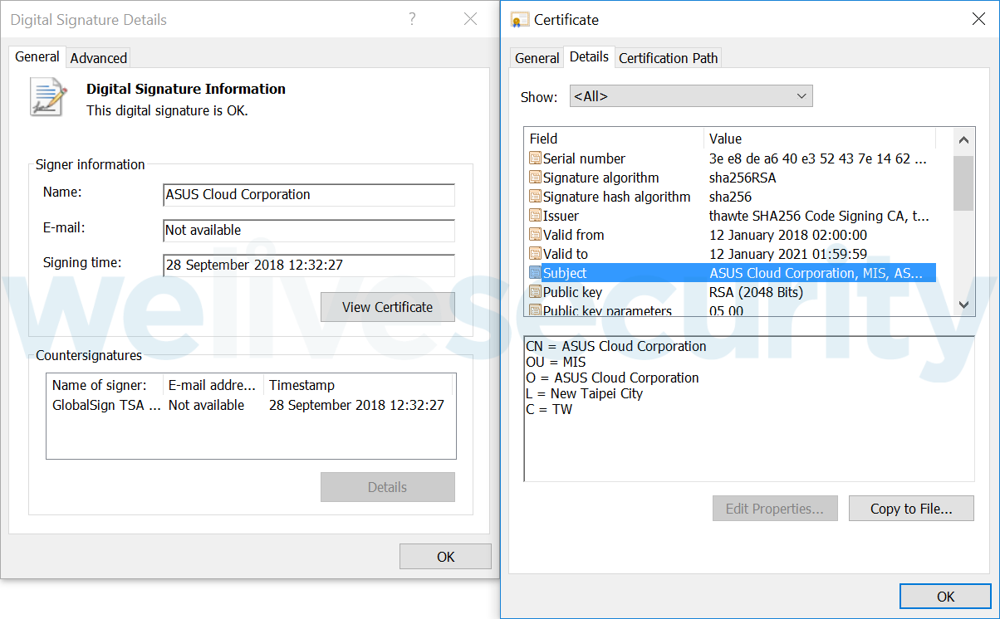 Digital Signature Details
General Advanced
Digital Signature Information
This digital signature is OK.
Signer information
Name: ASUS Cloud Corporation
E-mail: Not available
Signing time: 28 September 2018 12:32:27
View Certificate
Countersignatures
Name of signer: E-mail addre... Timestamp
GlobalSign TSA ... Not available 28 September 2018 12:32:27
Details
OK
Certificate
General Details Certification Path
Show: <All>
Field Value
Serial number 3e e8 de a6 40 e3 52 43 7e 14 62 ...
Signature algorithm sha256RSA
Signature hash algorithm sha256
Issuer thawte SHA256 Code Signing CA, t...
Valid from 12 January 2018 02:00:00
Valid to 12 January 2021 01:59:59
Subject ASUS Cloud Corporation, MIS, AS...
Public key RSA (2048 Bits)
Public key parameters 05 00
CN = ASUS Cloud Corporation
OU = MIS
O = ASUS Cloud Corporation
L = New Taipei City
C = TW
Edit Properties... Copy to File...
OK
welivesecurity